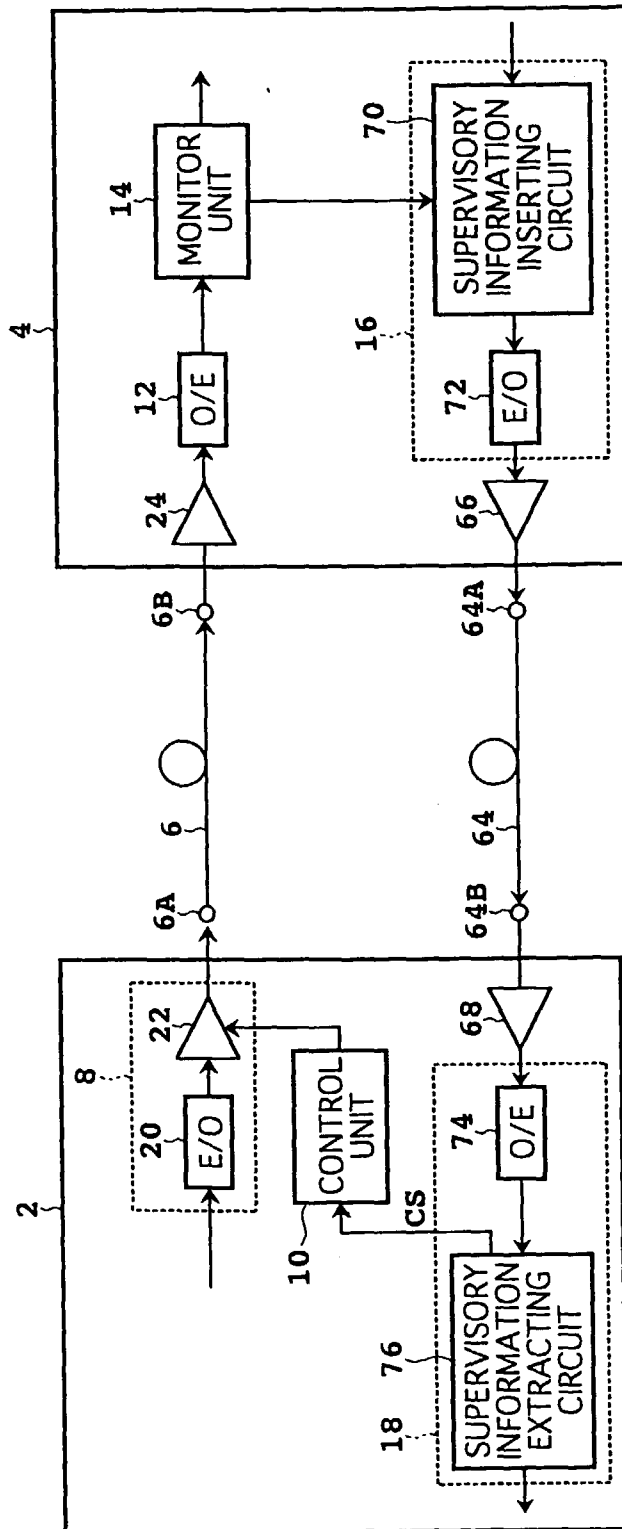 2
8
20
E/O
22
10
CONTROL
UNIT
CS
76
SUPERVISORY
INFORMATION
EXTRACTING
CIRCUIT
18
74
O/E
68
6A
6
6B
64B
64
64A
4
24
12
O/E
14
MONITOR
UNIT
16
70
SUPERVISORY
INFORMATION
INSERTING
CIRCUIT
72
E/O
66